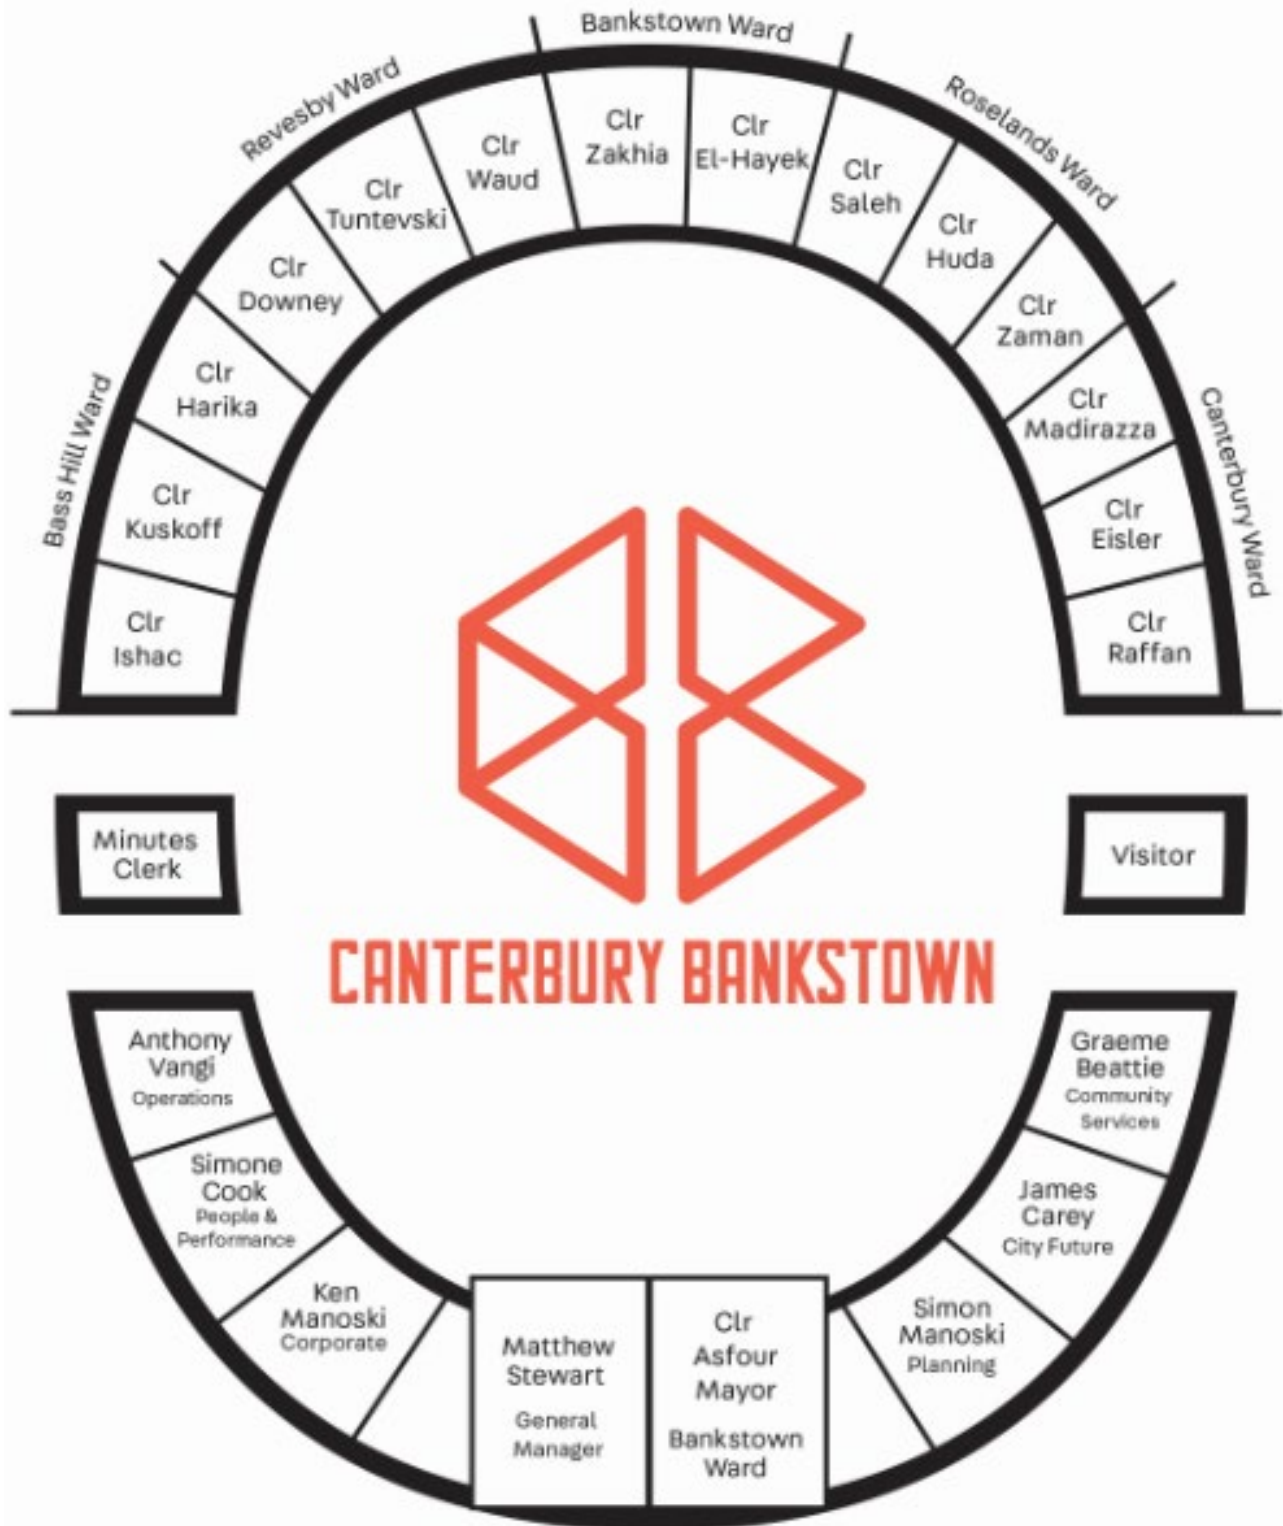 Bankstown Ward
Revesby Ward
Roselands Ward
Bass Hill Ward
Canterbury Ward
Clr
Ishac
Clr
Kuskoff
Clr
Harika
Clr
Downey
Clr
Tuntevski
Clr
Waud
Clr
Zakhia
Clr
El-Hayek
Clr
Saleh
Clr
Huda
Clr
Zaman
Clr
Madirazza
Clr
Eisler
Clr
Raffan
Minutes
Clerk
Visitor
CANTERBURY BANKSTOWN
Anthony
Vangi
Operations
Simone
Cook
People &
Performance
Ken
Manoski
Corporate
Matthew
Stewart
General
Manager
Clr
Asfour
Mayor
Bankstown
Ward
Simon
Manoski
Planning
James
Carey
City Future
Graeme
Beattie
Community
Services